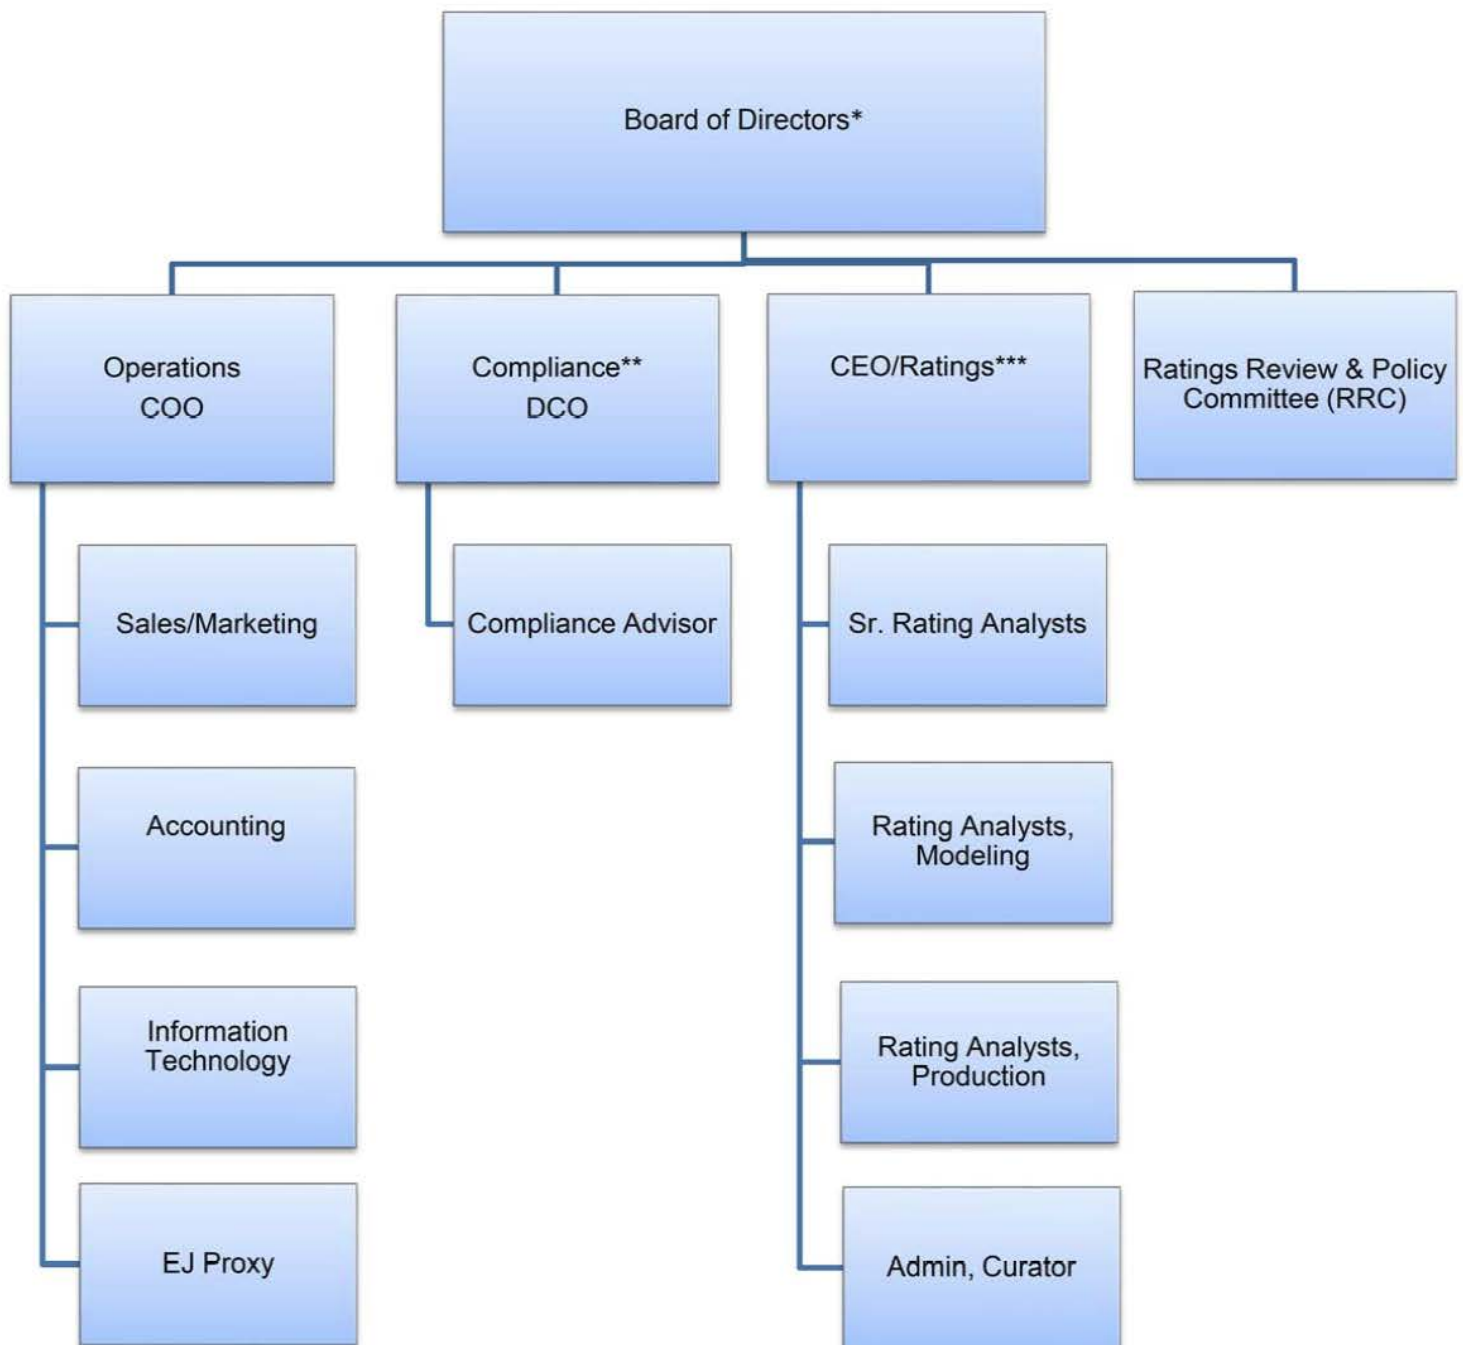 Board of Directors*
Operations
COO
Compliance**
DCO
CEO/Ratings***
Ratings Review & Policy
Committee (RRC)
Sales/Marketing
Compliance Advisor
Sr. Rating Analysts
Accounting
Rating Analysts,
Modeling
Information
Technology
Rating Analysts,
Production
EJ Proxy
Admin, Curator